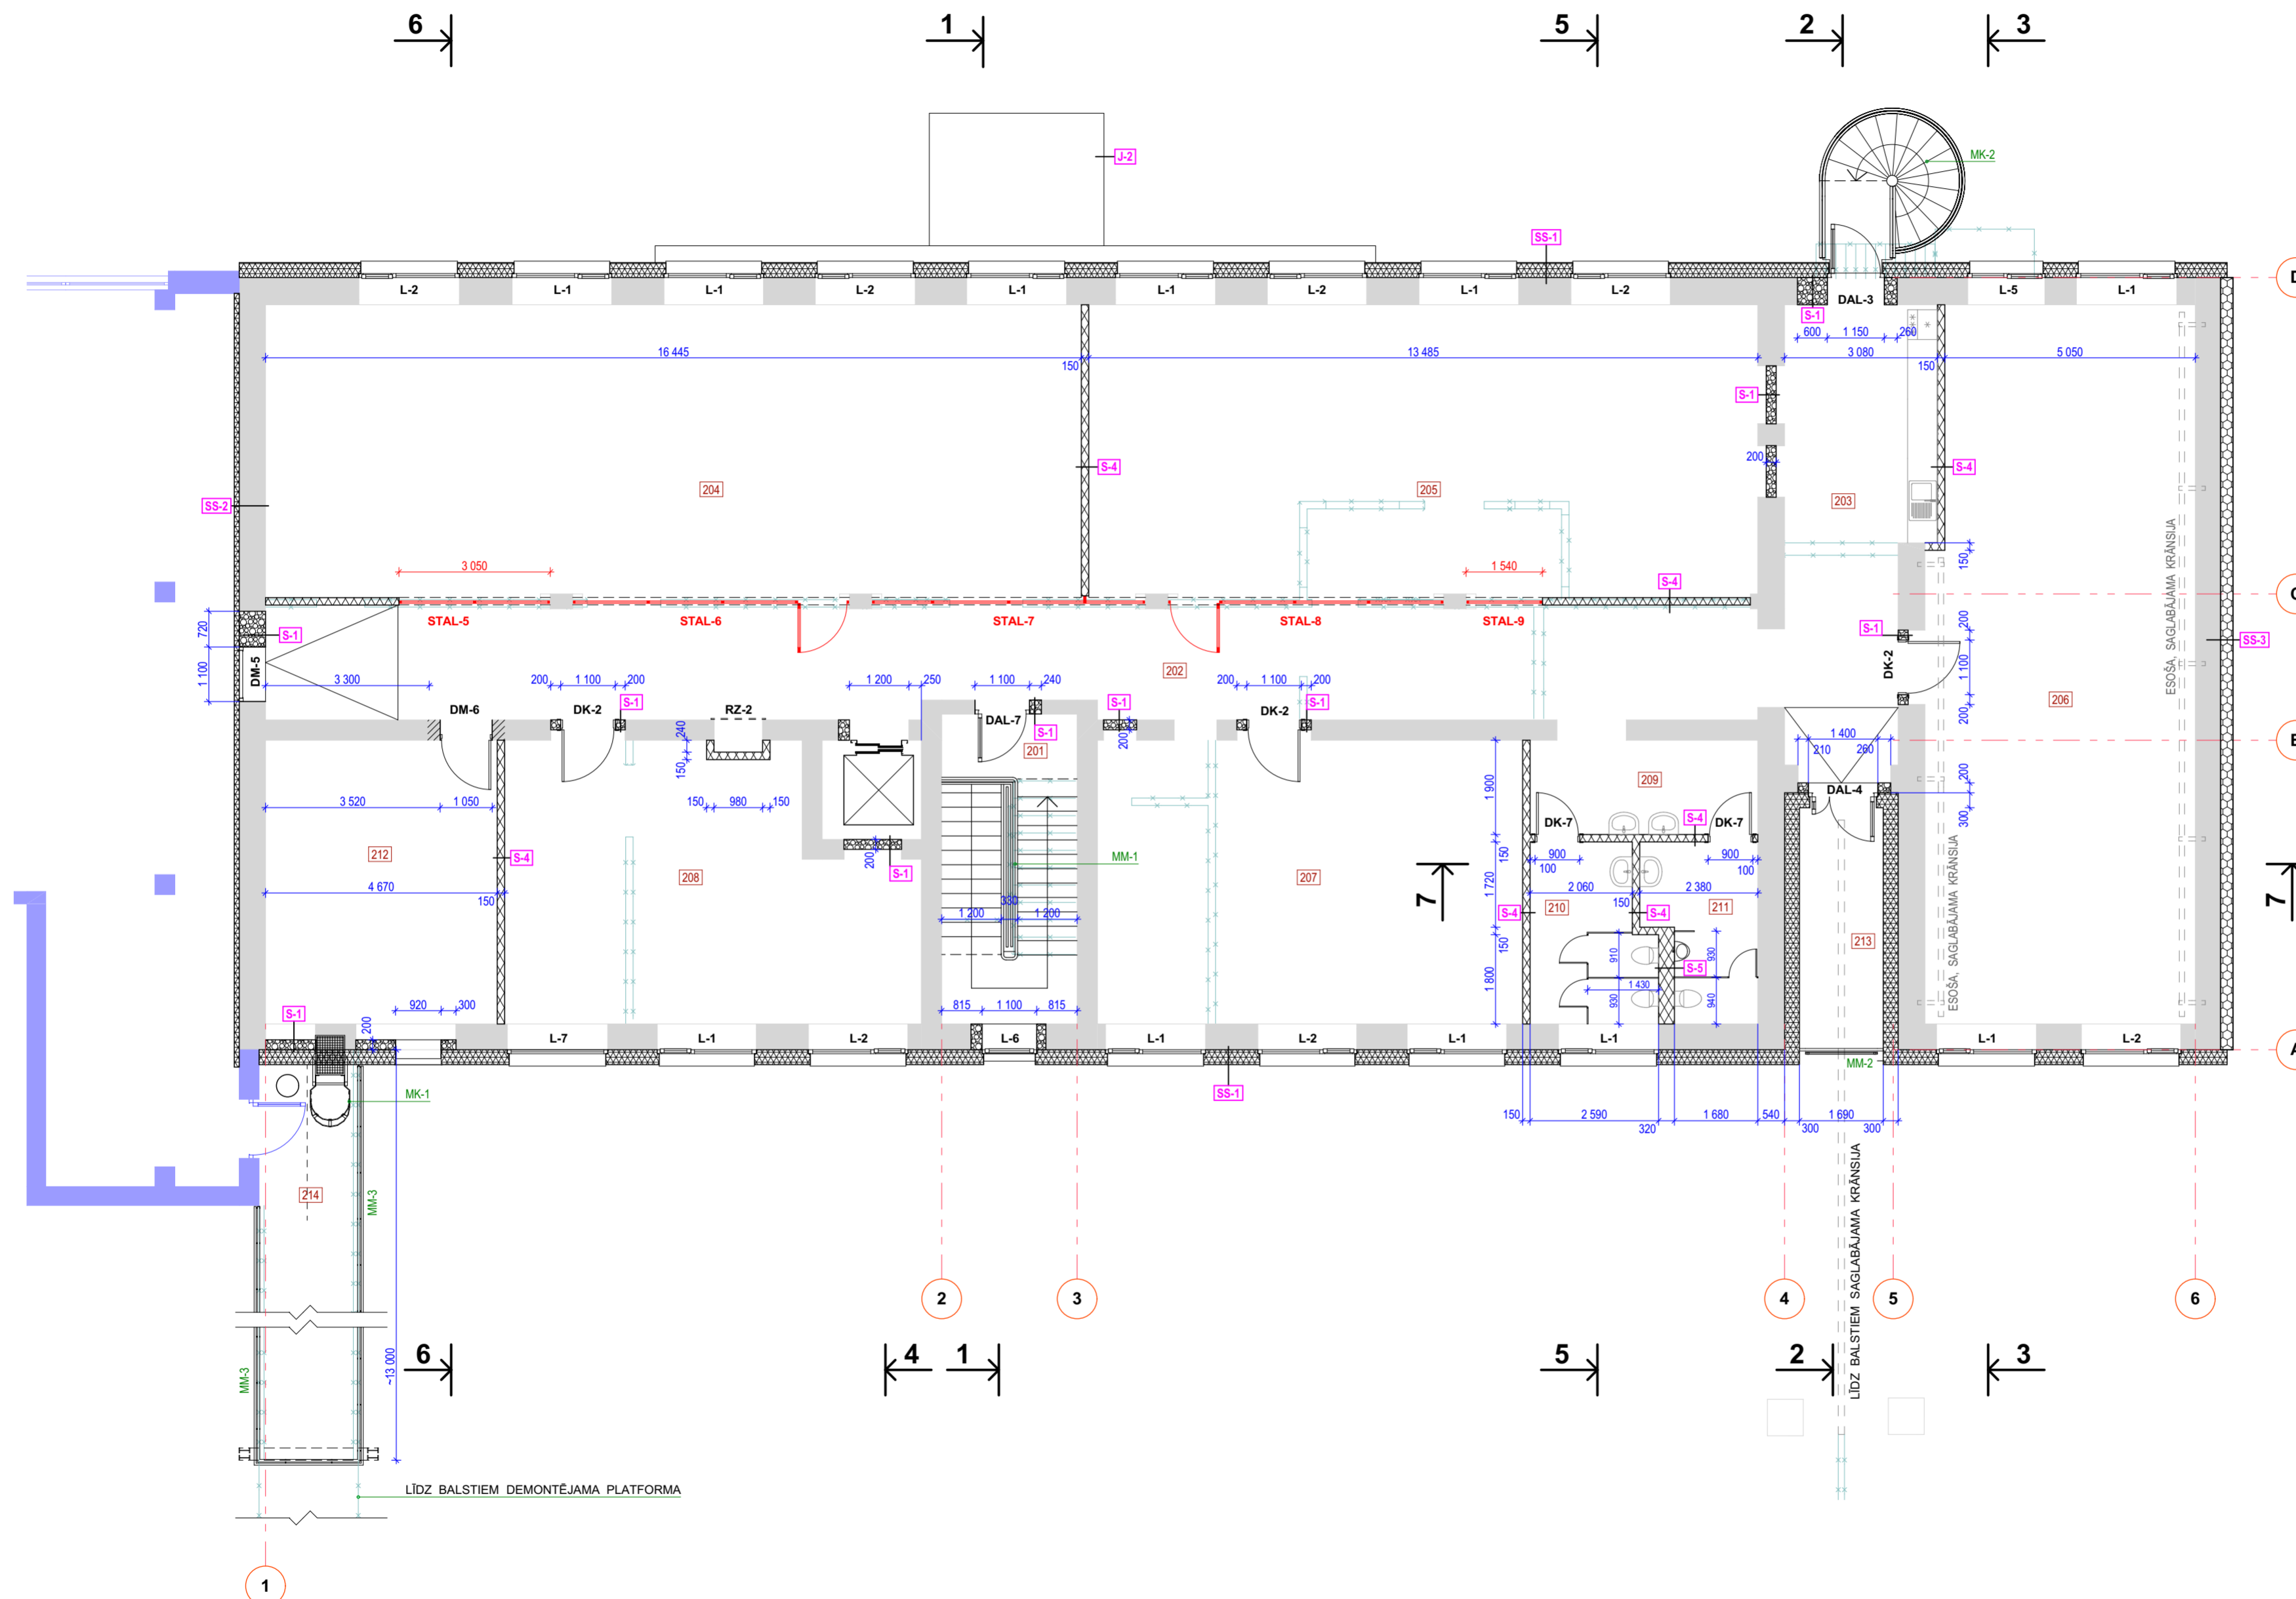 6 1 5 2 3
J-2
MK-2
SS-1
L-2 L-1 L-1 L-2 L-1 L-1 L-2 L-1 L-2 DAL-3 L-5 L-1
D
S-1
600 1 150 260
16 445 13 485 3 080 5 050
150 150
S-1
S-4 200 S-4
204 205 203
SS-2
ESOŠA, SAGLABĀJAMA KRĀNSIJA
3 050 1 540 150
S-4
C
STAL-5 STAL-6 STAL-7 STAL-8 STAL-9
720 S-1 S-1 200 SS-3
1 100 DM-5 202 DK-2 1 100
3 300 200 1 100 200 1 200 250 1 100 240 200 1 100 200
206
DM-6 DK-2 S-1 RZ-2 DAL-7 S-1 S-1 DK-2 S-1 200
240 S-1 200 1 400
201 210 260
150 209 200
3 520 1 050 150 980 150 1 900 DAL-4
B
DK-7 S-4 DK-7 300
212 S-4 200 MM-1 150 900 900
S-1 100 100
208 207 7 7
4 670 1 720 2 060 2 380
150 330 150
1 200 1 200 S-4 210 S-4 211
213
150 910 930
S-5
1 800 1 430
930 940
ESOŠA, SAGLABĀJAMA KRĀNSIJA
920 300 815 1 100 815
S-1 200
L-7 L-1 L-2 L-6 L-1 L-2 L-1 L-1 L-1 L-2
A
MM-2
MK-1 SS-1
150 2 590 1 680 540 1 690
320 300 300
214
MM-3
LĪDZ BALSTIEM SAGLABĀJAMA KRĀNSIJA
2 3 4 5 6
~13 000
MM-3
6 4 1 5 2 3
LĪDZ BALSTIEM DEMONTĒJAMA PLATFORMA
1